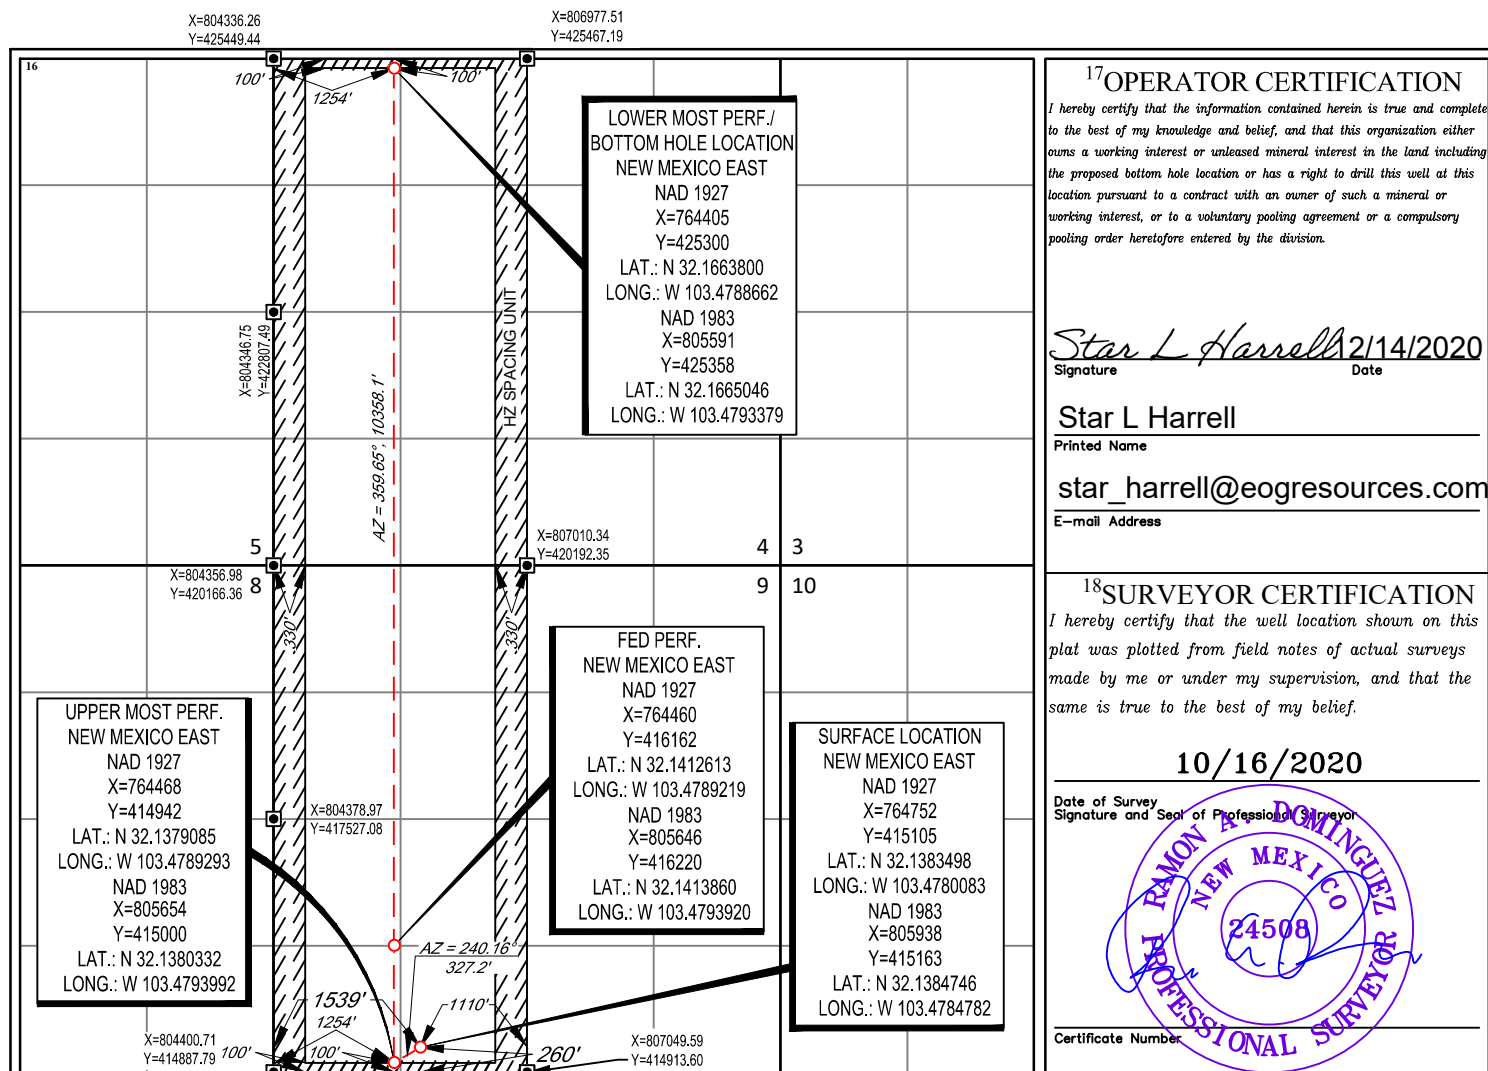 X=804336.26
Y=425449.44
X=806977.51
Y=425467.19
16
100'
1254'
100'
LOWER MOST PERF./
BOTTOM HOLE LOCATION
NEW MEXICO EAST
NAD 1927
X=764405
Y=425300
LAT.: N 32.1663800
LONG.: W 103.4788662
NAD 1983
X=805591
Y=425358
LAT.: N 32.1665046
LONG.: W 103.4793379
X=804346.75
Y=422807.49
AZ = 359.65°, 10358.1'
HZ SPACING UNIT
5
X=807010.34
Y=420192.35
4
3
X=804356.98
Y=420166.36
8
9
10
330'
330'
FED PERF.
NEW MEXICO EAST
NAD 1927
X=764460
Y=416162
LAT.: N 32.1412613
LONG.: W 103.4789219
NAD 1983
X=805646
Y=416220
LAT.: N 32.1413860
LONG.: W 103.4793920
UPPER MOST PERF.
NEW MEXICO EAST
NAD 1927
X=764468
Y=414942
LAT.: N 32.1379085
LONG.: W 103.4789293
NAD 1983
X=805654
Y=415000
LAT.: N 32.1380332
LONG.: W 103.4793992
X=804378.97
Y=417527.08
SURFACE LOCATION
NEW MEXICO EAST
NAD 1927
X=764752
Y=415105
LAT.: N 32.1383498
LONG.: W 103.4780083
NAD 1983
X=805938
Y=415163
LAT.: N 32.1384746
LONG.: W 103.4784782
AZ = 240.16°
327.2'
1539'
1110'
1254'
X=804400.71
Y=414887.79
100'
100'
260'
X=807049.59
Y=414913.60
17 OPERATOR CERTIFICATION
I hereby certify that the information contained herein is true and complete
to the best of my knowledge and belief, and that this organization either
owns a working interest or unleased mineral interest in the land including
the proposed bottom hole location or has a right to drill this well at this
location pursuant to a contract with an owner of such a mineral or
working interest, or to a voluntary pooling agreement or a compulsory
pooling order heretofore entered by the division.
Star L Harrell 12/14/2020
Signature Date
Star L Harrell
Printed Name
star_harrell@eogresources.com
E-mail Address
18 SURVEYOR CERTIFICATION
I hereby certify that the well location shown on this
plat was plotted from field notes of actual surveys
made by me or under my supervision, and that the
same is true to the best of my belief.
10/16/2020
Date of Survey
Signature and Seal of Professional Surveyor
RAMON A. DOMINGUEZ
NEW MEXICO
24508
PROFESSIONAL SURVEYOR
Certificate Number